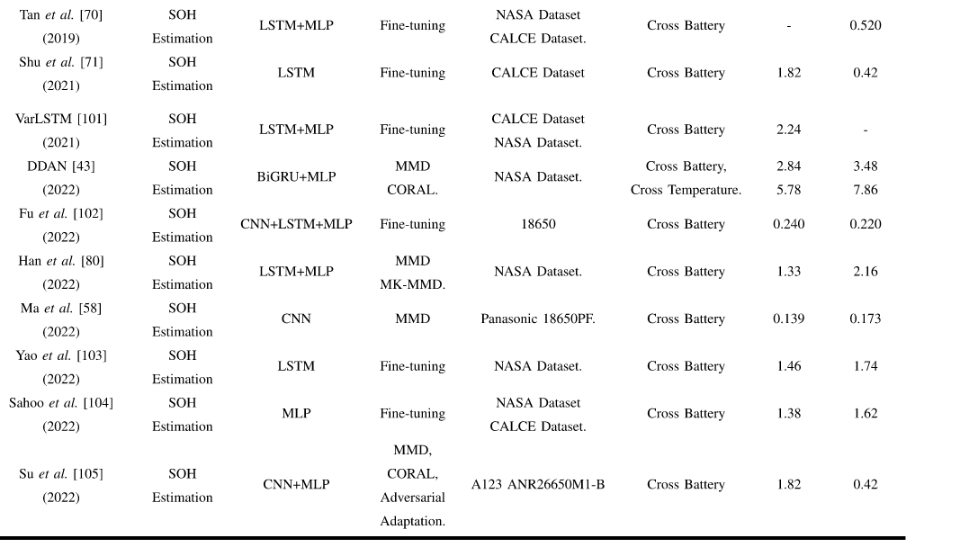 Tan et al. [70] SOH LSTM+MLP Fine-tuning NASA Dataset Cross Battery - 0.520
(2019) Estimation CALCE Dataset.
Shu et al. [71] SOH LSTM Fine-tuning CALCE Dataset Cross Battery 1.82 0.42
(2021) Estimation
VarLSTM [101] SOH LSTM+MLP Fine-tuning CALCE Dataset Cross Battery 2.24 -
(2021) Estimation NASA Dataset.
DDAN [43] SOH BiGRU+MLP MMD NASA Dataset. Cross Battery, 2.84 3.48
(2022) Estimation CORAL. Cross Temperature. 5.78 7.86
Fu et al. [102] SOH CNN+LSTM+MLP Fine-tuning 18650 Cross Battery 0.240 0.220
(2022) Estimation
Han et al. [80] SOH LSTM+MLP MMD NASA Dataset. Cross Battery 1.33 2.16
(2022) Estimation MK-MMD.
Ma et al. [58] SOH CNN MMD Panasonic 18650PF. Cross Battery 0.139 0.173
(2022) Estimation
Yao et al. [103] SOH LSTM Fine-tuning NASA Dataset. Cross Battery 1.46 1.74
(2022) Estimation
Sahoo et al. [104] SOH MLP Fine-tuning NASA Dataset Cross Battery 1.38 1.62
(2022) Estimation CALCE Dataset.
MMD,
Su et al. [105] SOH CNN+MLP CORAL, A123 ANR26650M1-B Cross Battery 1.82 0.42
(2022) Estimation Adversarial
Adaptation.